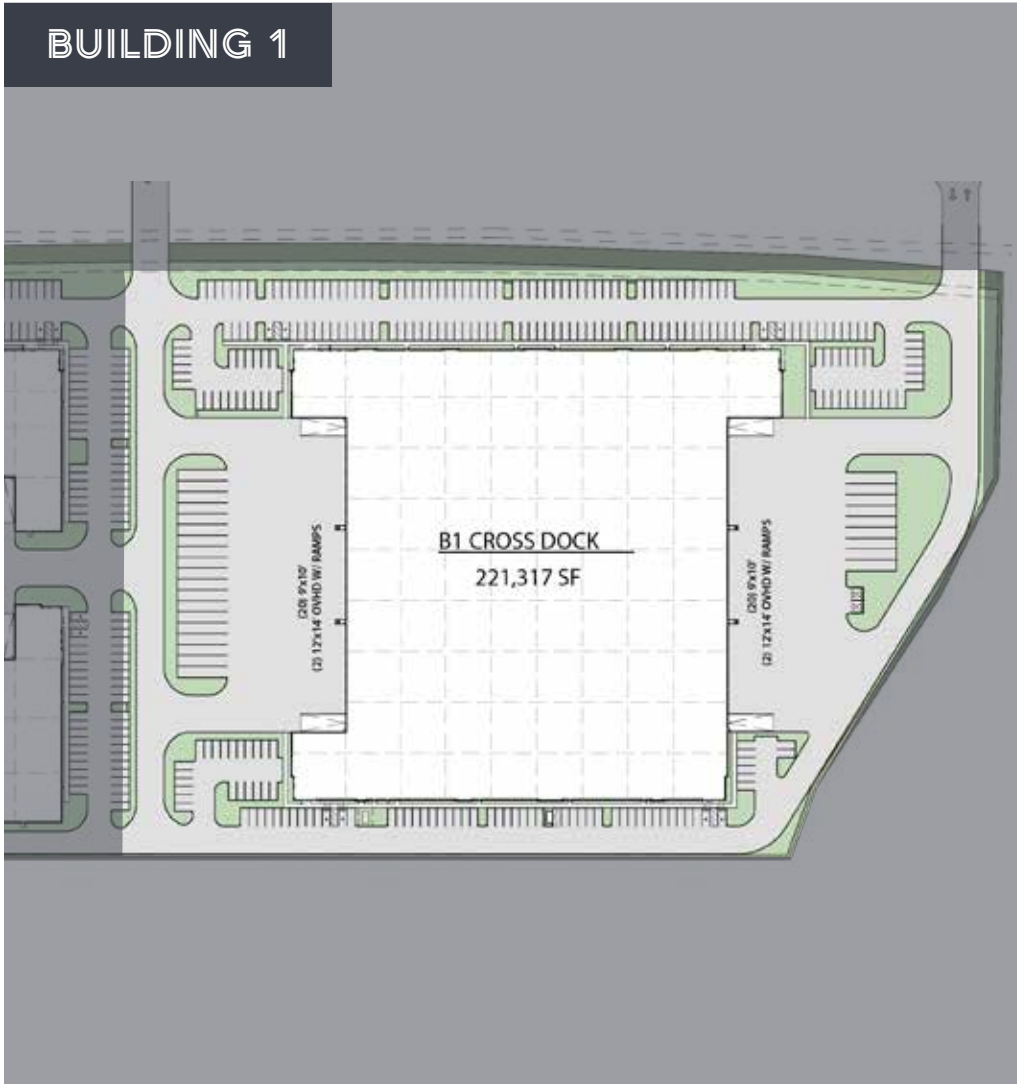 BUILDING 1
B1 CROSS DOCK
221,317 SF
(20) 9'x10'
(2) 12'x14' OVHD W/ RAMPS
(20) 9'x10'
(2) 12'x14' OVHD W/ RAMPS